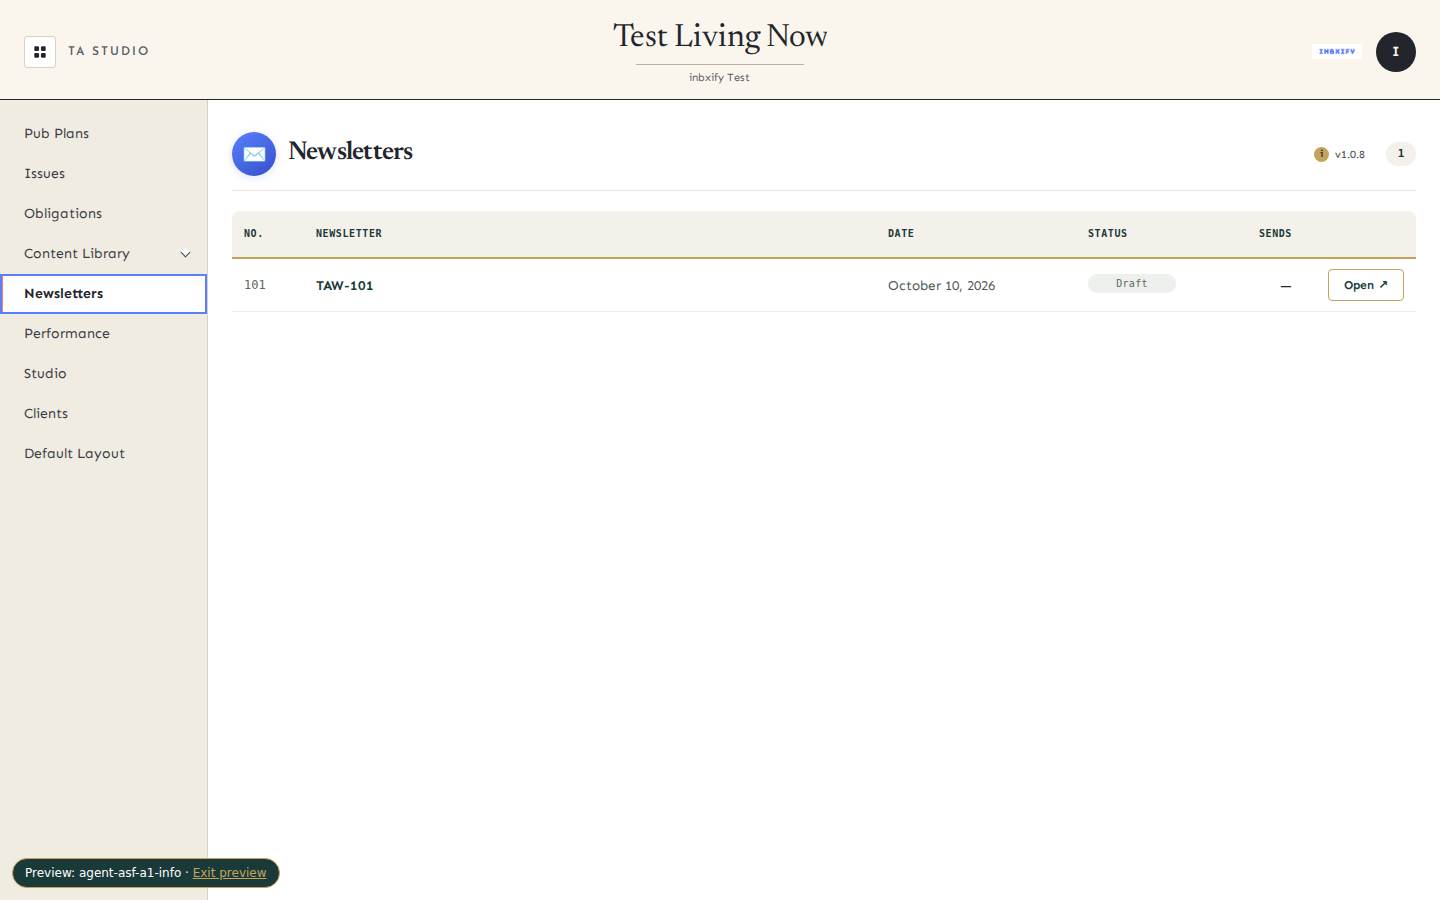 TA STUDIO
Test Living Now
inbxify Test
INBXIFY
I
Pub Plans
Issues
Obligations
Content Library
Newsletters
Performance
Studio
Clients
Default Layout
Newsletters
i v1.0.8 1
NO. NEWSLETTER DATE STATUS SENDS
101 TAW-101 October 10, 2026 Draft — Open ↗
Preview: agent-asf-a1-info · Exit preview